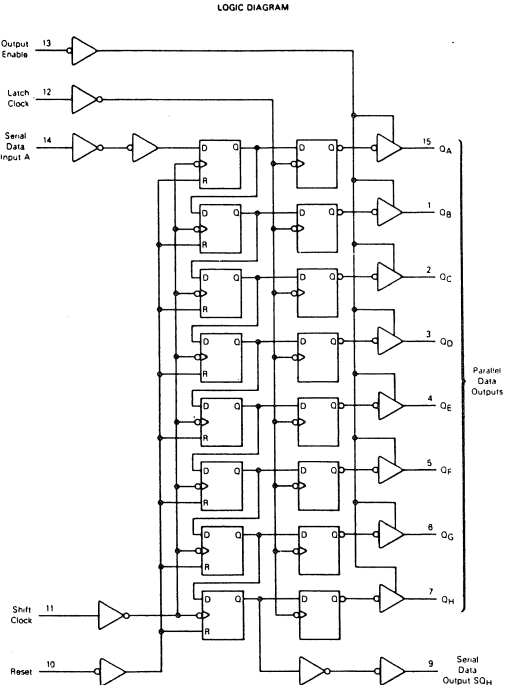 LOGIC DIAGRAM
Output
Enable
13
Latch
Clock
12
Serial
Data
Input A
14
D Q
R
D
15
QA
D Q
R
D
1
QB
D Q
R
D
2
QC
D Q
R
D
3
QD
D Q
R
D
4
QE
D Q
R
D
5
QF
D Q
R
D
6
QG
D Q
R
D
7
QH
Parallel
Data
Outputs
Shift
Clock
11
Reset
10
9
Serial
Data
Output SQH